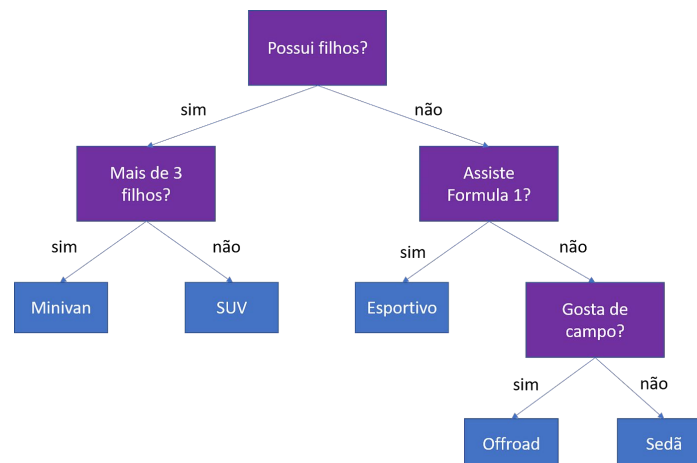 Possui filhos?
sim
não
Mais de 3
filhos?
Assiste
Formula 1?
sim
não
sim
não
Minivan
SUV
Esportivo
Gosta de
campo?
sim
não
Offroad
Sedã